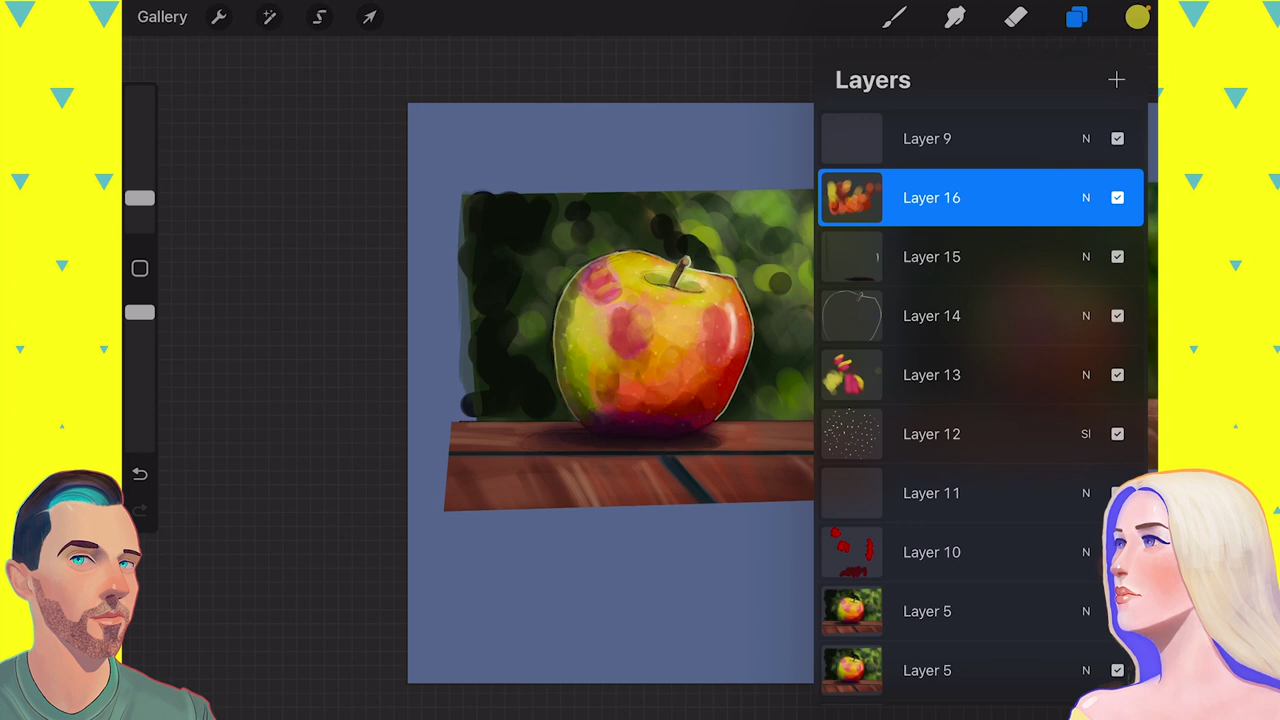 Gallery
Layers
Layer 9 N
Layer 16 N
Layer 15 N
Layer 14 N
Layer 13 N
Layer 12 Sl
Layer 11 N
Layer 10 N
Layer 5 N
Layer 5 N